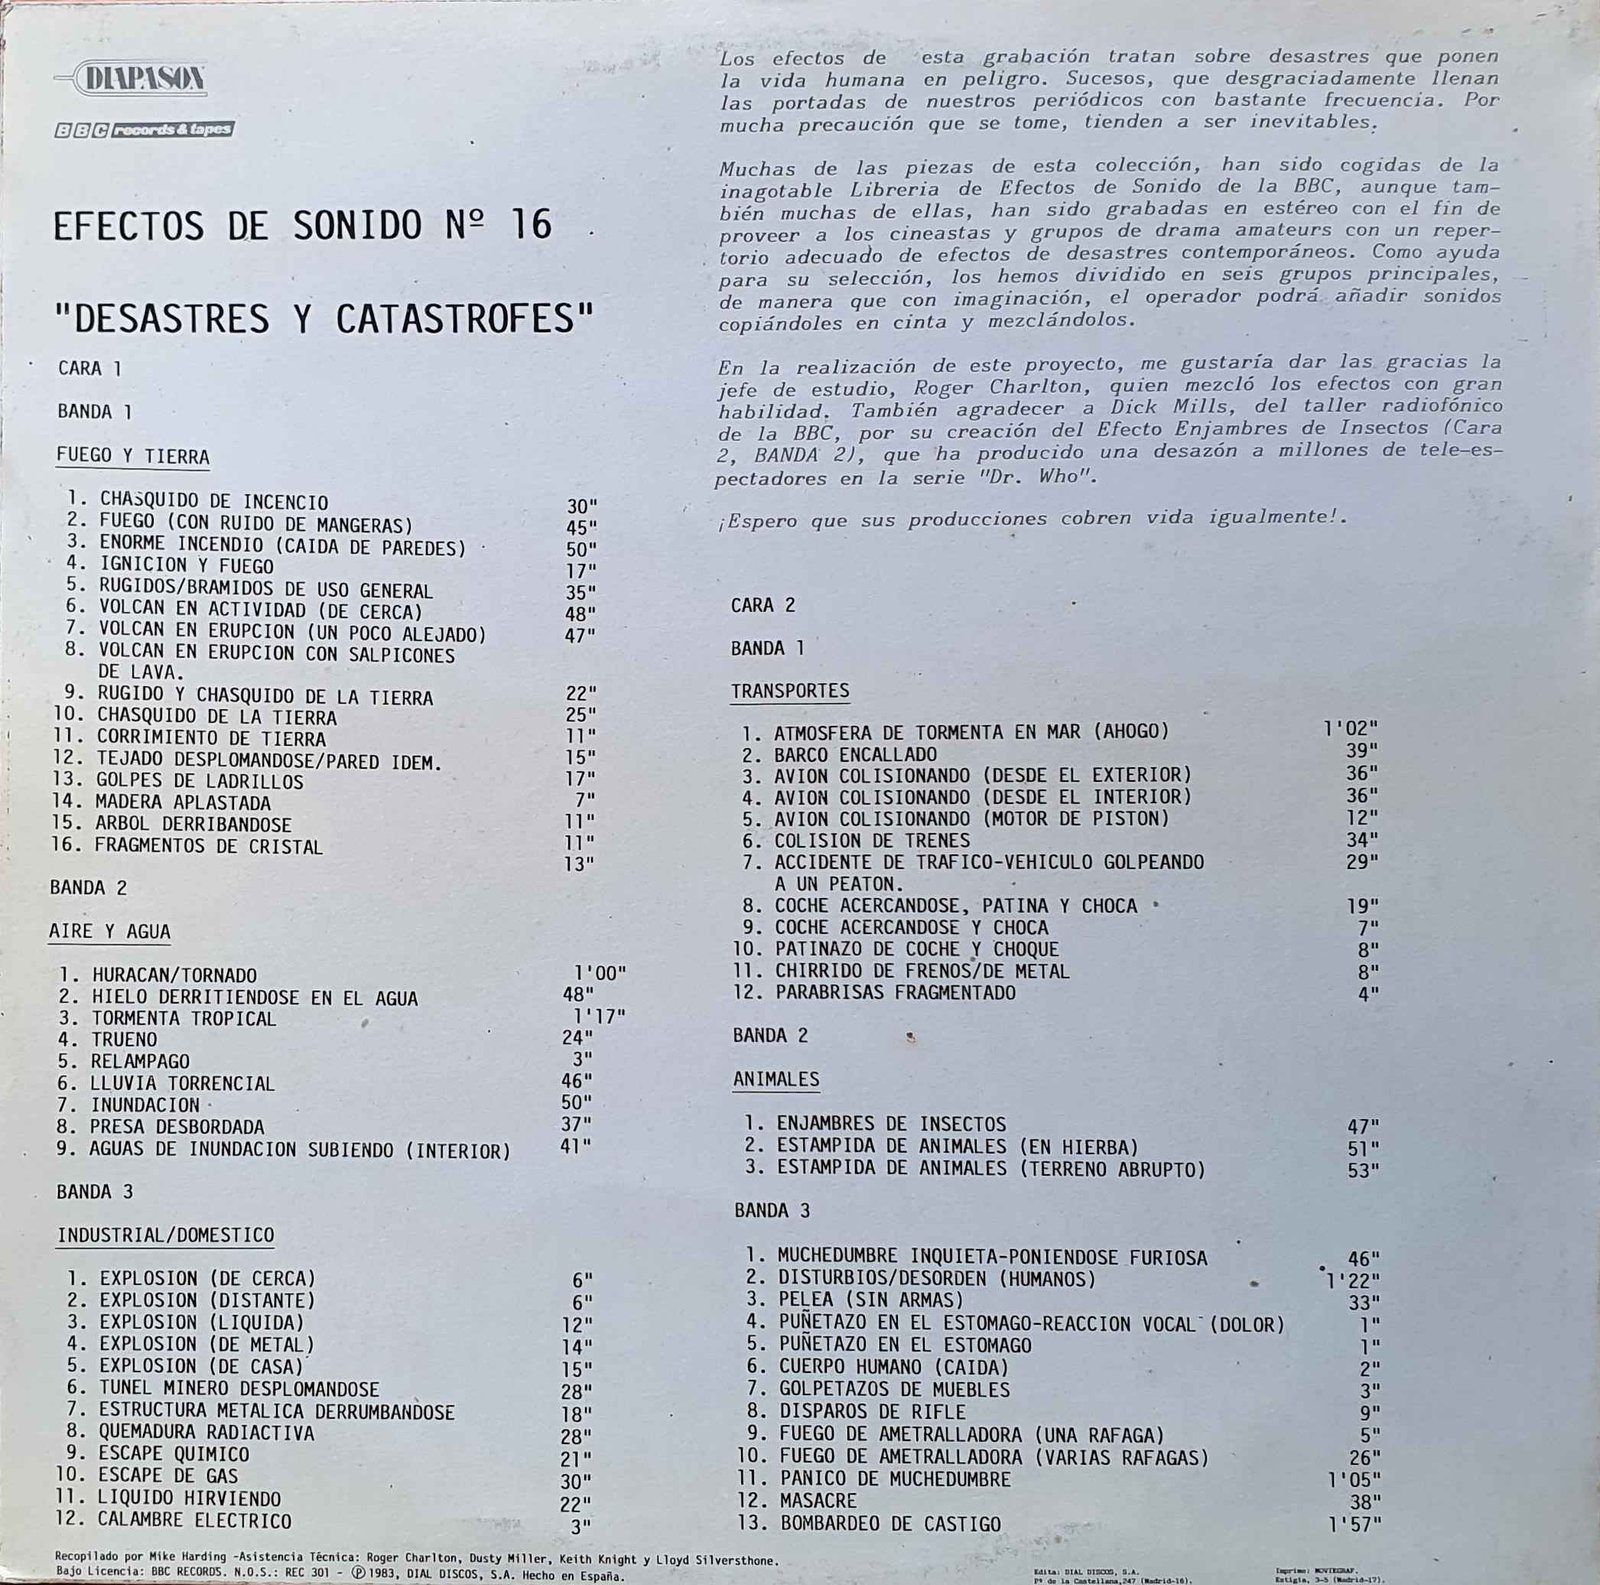 DIAPASON
BBC records & tapes
EFECTOS DE SONIDO Nº 16
"DESASTRES Y CATASTROFES"
CARA 1
BANDA 1
FUEGO Y TIERRA
1. CHASQUIDO DE INCENCIO 30"
2. FUEGO (CON RUIDO DE MANGERAS) 45"
3. ENORME INCENDIO (CAIDA DE PAREDES) 50"
4. IGNICION Y FUEGO 17"
5. RUGIDOS/BRAMIDOS DE USO GENERAL 35"
6. VOLCAN EN ACTIVIDAD (DE CERCA) 48"
7. VOLCAN EN ERUPCION (UN POCO ALEJADO) 47"
8. VOLCAN EN ERUPCION CON SALPICONES
DE LAVA.
9. RUGIDO Y CHASQUIDO DE LA TIERRA 22"
10. CHASQUIDO DE LA TIERRA 25"
11. CORRIMIENTO DE TIERRA 11"
12. TEJADO DESPLOMANDOSE/PARED IDEM. 15"
13. GOLPES DE LADRILLOS 17"
14. MADERA APLASTADA 7"
15. ARBOL DERRIBANDOSE 11"
16. FRAGMENTOS DE CRISTAL 11"
13"
BANDA 2
AIRE Y AGUA
1. HURACAN/TORNADO 1'00"
2. HIELO DERRITIENDOSE EN EL AGUA 48"
3. TORMENTA TROPICAL 1'17"
4. TRUENO 24"
5. RELAMPAGO 3"
6. LLUVIA TORRENCIAL 46"
7. INUNDACION 50"
8. PRESA DESBORDADA 37"
9. AGUAS DE INUNDACION SUBIENDO (INTERIOR) 41"
BANDA 3
INDUSTRIAL/DOMESTICO
1. EXPLOSION (DE CERCA) 6"
2. EXPLOSION (DISTANTE) 6"
3. EXPLOSION (LIQUIDA) 12"
4. EXPLOSION (DE METAL) 14"
5. EXPLOSION (DE CASA) 15"
6. TUNEL MINERO DESPLOMANDOSE 28"
7. ESTRUCTURA METALICA DERRUMBANDOSE 18"
8. QUEMADURA RADIACTIVA 28"
9. ESCAPE QUIMICO 21"
10. ESCAPE DE GAS 30"
11. LIQUIDO HIRVIENDO 22"
12. CALAMBRE ELECTRICO 3"
Recopilado por Mike Harding -Asistencia Técnica: Roger Charlton, Dusty Miller, Keith Knight y Lloyd Silversthone.
Bajo Licencia: BBC RECORDS. N.O.S.: REC 301 - Ⓟ1983, DIAL DISCOS, S.A. Hecho en España.
Los efectos de esta grabación tratan sobre desastres que ponen
la vida humana en peligro. Sucesos, que desgraciadamente llenan
las portadas de nuestros periódicos con bastante frecuencia. Por
mucha precaución que se tome, tienden a ser inevitables.
Muchas de las piezas de esta colección, han sido cogidas de la
inagotable Libreria de Efectos de Sonido de la BBC, aunque tam-
bién muchas de ellas, han sido grabadas en estéreo con el fin de
proveer a los cineastas y grupos de drama amateurs con un reper-
torio adecuado de efectos de desastres contemporáneos. Como ayuda
para su selección, los hemos dividido en seis grupos principales,
de manera que con imaginación, el operador podrá añadir sonidos
copiándoles en cinta y mezclándolos.
En la realización de este proyecto, me gustaría dar las gracias la
jefe de estudio, Roger Charlton, quien mezcló los efectos con gran
habilidad. También agradecer a Dick Mills, del taller radiofónico
de la BBC, por su creación del Efecto Enjambres de Insectos (Cara
2, BANDA 2), que ha producido una desazón a millones de tele-es-
pectadores en la serie "Dr. Who".
¡Espero que sus producciones cobren vida igualmente!.
CARA 2
BANDA 1
TRANSPORTES
1. ATMOSFERA DE TORMENTA EN MAR (AHOGO) 1'02"
2. BARCO ENCALLADO 39"
3. AVION COLISIONANDO (DESDE EL EXTERIOR) 36"
4. AVION COLISIONANDO (DESDE EL INTERIOR) 36"
5. AVION COLISIONANDO (MOTOR DE PISTON) 12"
6. COLISION DE TRENES 34"
7. ACCIDENTE DE TRAFICO-VEHICULO GOLPEANDO 29"
A UN PEATON.
8. COCHE ACERCANDOSE, PATINA Y CHOCA 19"
9. COCHE ACERCANDOSE Y CHOCA 7"
10. PATINAZO DE COCHE Y CHOQUE 8"
11. CHIRRIDO DE FRENOS/DE METAL 8"
12. PARABRISAS FRAGMENTADO 4"
BANDA 2
ANIMALES
1. ENJAMBRES DE INSECTOS 47"
2. ESTAMPIDA DE ANIMALES (EN HIERBA) 51"
3. ESTAMPIDA DE ANIMALES (TERRENO ABRUPTO) 53"
BANDA 3
1. MUCHEDUMBRE INQUIETA-PONIENDOSE FURIOSA 46"
2. DISTURBIOS/DESORDEN (HUMANOS) 1'22"
3. PELEA (SIN ARMAS) 33"
4. PUÑETAZO EN EL ESTOMAGO-REACCION VOCAL (DOLOR) 1"
5. PUÑETAZO EN EL ESTOMAGO 1"
6. CUERPO HUMANO (CAIDA) 2"
7. GOLPETAZOS DE MUEBLES 3"
8. DISPAROS DE RIFLE 9"
9. FUEGO DE AMETRALLADORA (UNA RAFAGA) 5"
10. FUEGO DE AMETRALLADORA (VARIAS RAFAGAS) 26"
11. PANICO DE MUCHEDUMBRE 1'05"
12. MASACRE 38"
13. BOMBARDEO DE CASTIGO 1'57"
Edita: DIAL DISCOS, S.A.
Pº de la Castellana,247 (Madrid-16).
Imprime: MOVIEGRAF.
Estigia, 3-5 (Madrid-17).